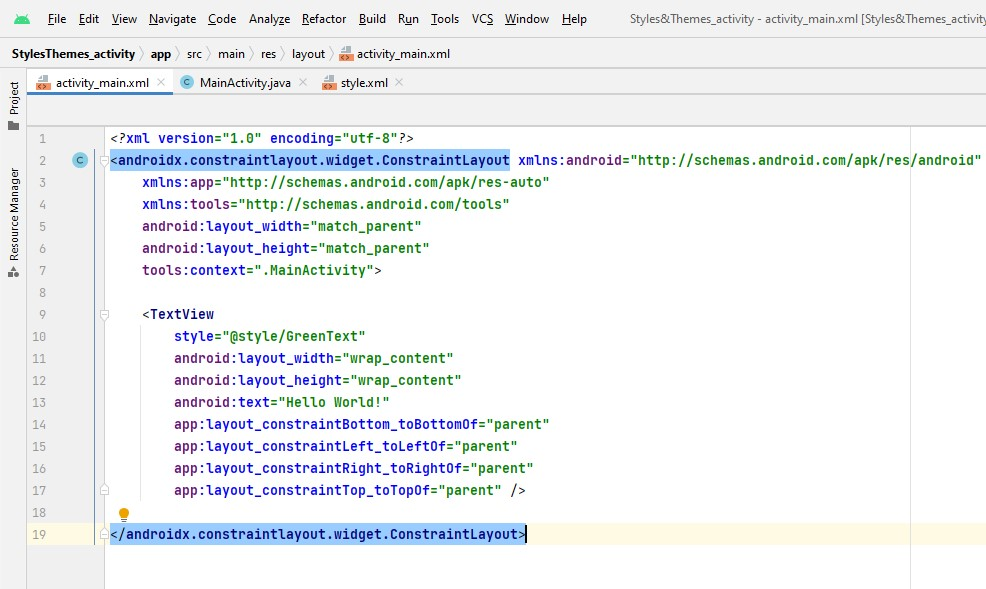 File Edit View Navigate Code Analyze Refactor Build Run Tools VCS Window Help Styles&Themes_activity - activity_main.xml [Styles&Themes_activity
StylesThemes_activity app src main res layout activity_main.xml
activity_main.xml MainActivity.java style.xml
Project
Resource Manager
1 <?xml version="1.0" encoding="utf-8"?>
2 C <androidx.constraintlayout.widget.ConstraintLayout xmlns:android="http://schemas.android.com/apk/res/android"
3 xmlns:app="http://schemas.android.com/apk/res-auto"
4 xmlns:tools="http://schemas.android.com/tools"
5 android:layout_width="match_parent"
6 android:layout_height="match_parent"
7 tools:context=".MainActivity">
8
9 <TextView
10 style="@style/GreenText"
11 android:layout_width="wrap_content"
12 android:layout_height="wrap_content"
13 android:text="Hello World!"
14 app:layout_constraintBottom_toBottomOf="parent"
15 app:layout_constraintLeft_toLeftOf="parent"
16 app:layout_constraintRight_toRightOf="parent"
17 app:layout_constraintTop_toTopOf="parent" />
18
19 </androidx.constraintlayout.widget.ConstraintLayout>